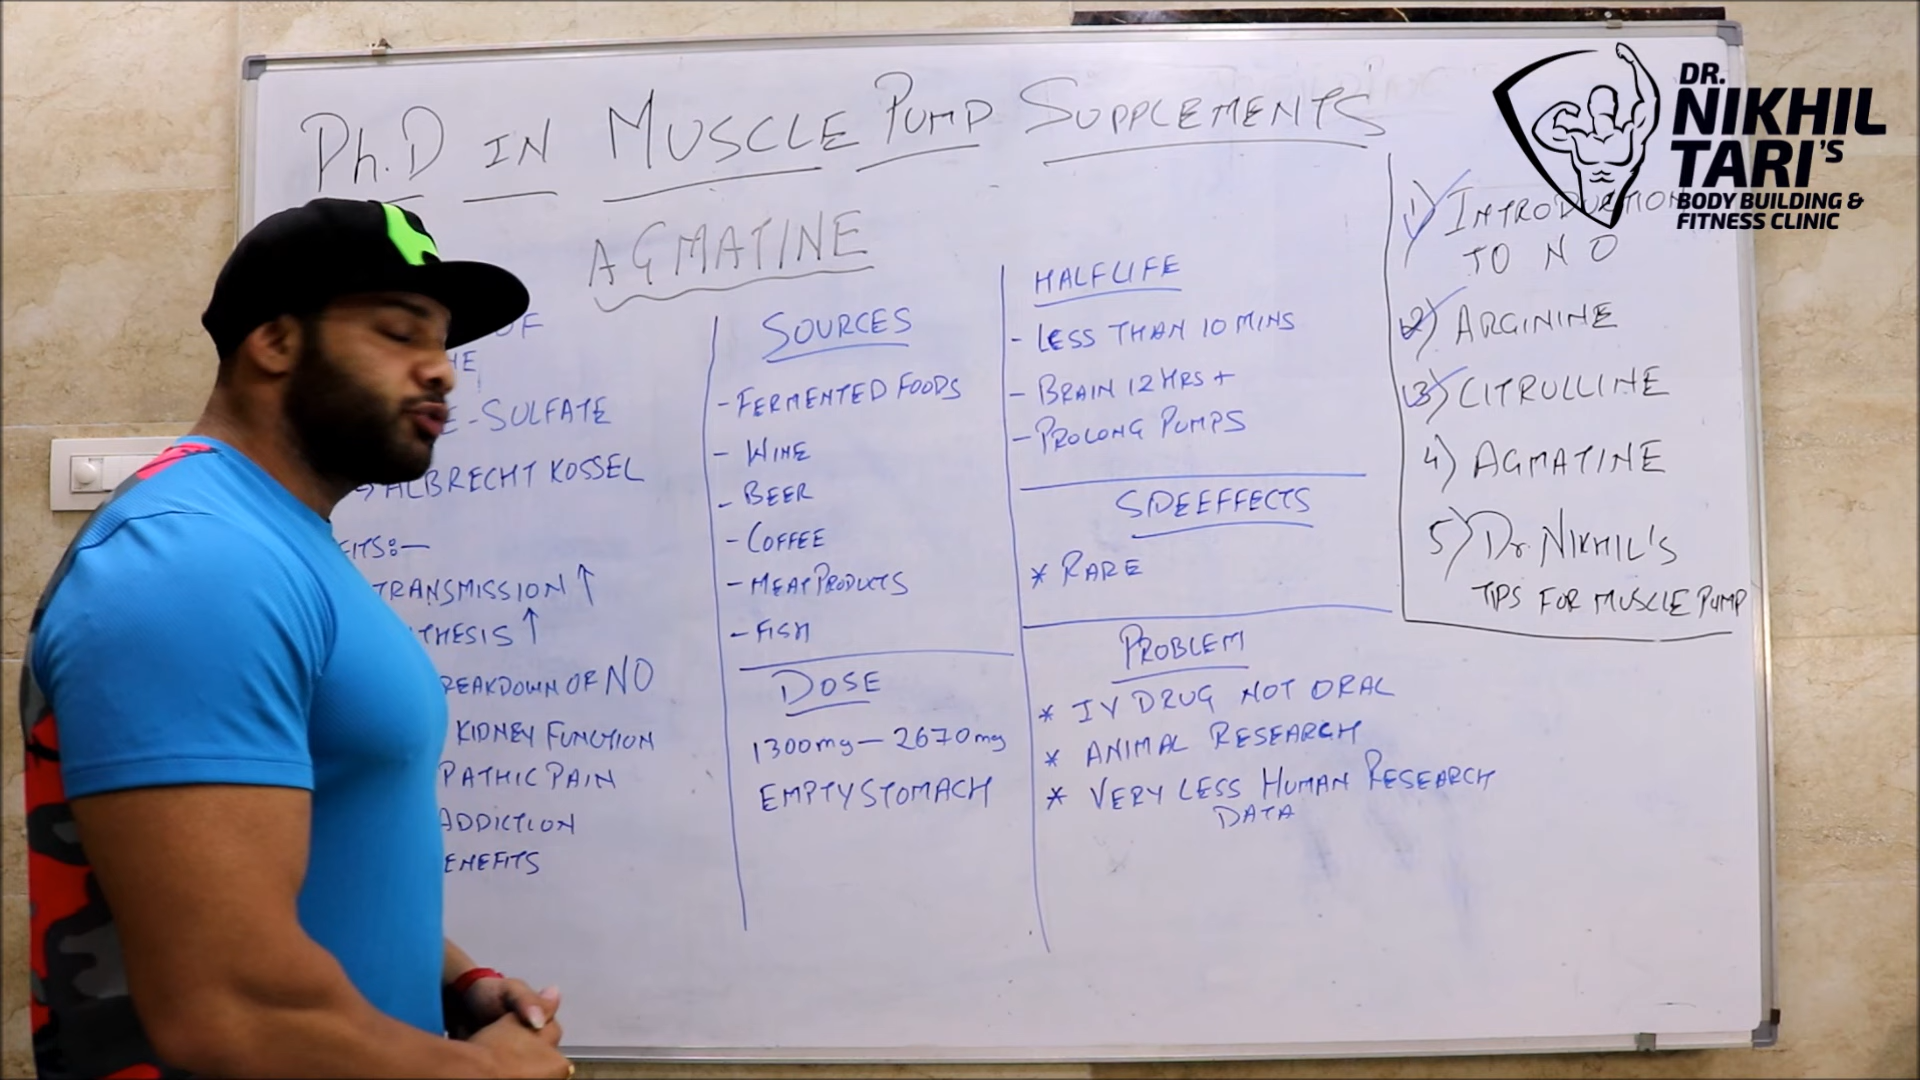 Ph.D IN MUSCLE PUMP SUPPLEMENTS
AGMATINE
OF
HE
E-SULFATE
→ ALBRECHT KOSSEL
FITS:—
TRANSMISSION ↑
THESIS ↑
REAKDOWN OF NO
KIDNEY FUNCTION
PATHIC PAIN
ADDICTION
ENEFITS
SOURCES
- FERMENTED FOODS
- WINE
- BEER
- COFFEE
- MEAT PRODUCTS
- FISH
DOSE
1300mg — 2670mg
EMPTY STOMACH
HALFLIFE
- LESS THAN 10 MINS
- BRAIN 12 HRS +
- PROLONG PUMPS
SIDEEFFECTS
* RARE
PROBLEM
* IV DRUG NOT ORAL
* ANIMAL RESEARCH
* VERY LESS HUMAN RESEARCH
DATA
1) INTRODUCTION
TO NO
2) ARGININE
3) CITRULLINE
4) AGMATINE
5) Dr. NIKHIL'S
TIPS FOR MUSCLE PUMP
DR.
NIKHIL
TARI'S
BODY BUILDING &
FITNESS CLINIC